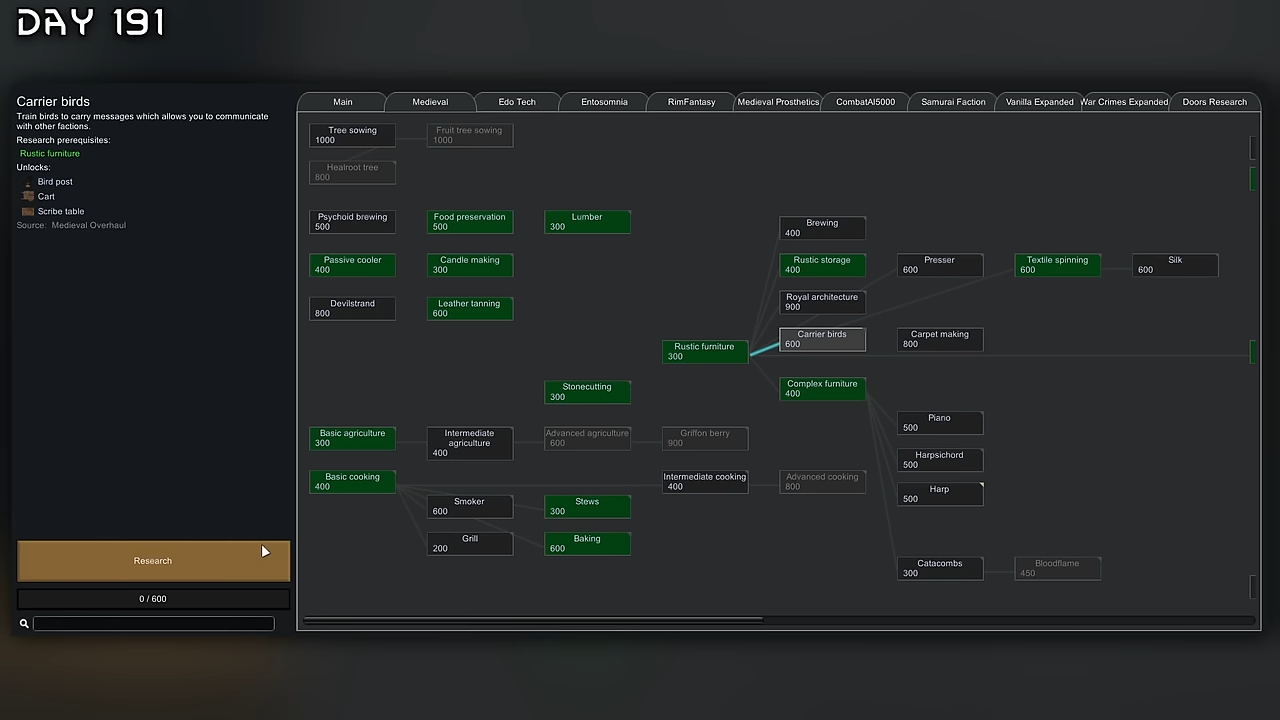 DAY 191
Main
Medieval
Edo Tech
Entosomnia
RimFantasy
Medieval Prosthetics
CombatAI5000
Samurai Faction
Vanilla Expanded
War Crimes Expanded
Doors Research
Carrier birds
Train birds to carry messages which allows you to communicate
with other factions.
Research prerequisites:
Rustic furniture
Unlocks:
Bird post
Cart
Scribe table
Source: Medieval Overhaul
Research
0 / 600
Tree sowing
1000
Fruit tree sowing
1000
Healroot tree
800
Psychoid brewing
500
Food preservation
500
Lumber
300
Brewing
400
Passive cooler
400
Candle making
300
Rustic storage
400
Presser
600
Textile spinning
600
Silk
600
Devilstrand
800
Leather tanning
600
Royal architecture
900
Rustic furniture
300
Carrier birds
600
Carpet making
800
Stonecutting
300
Complex furniture
400
Piano
500
Basic agriculture
300
Intermediate
agriculture
400
Advanced agriculture
600
Griffon berry
900
Harpsichord
500
Basic cooking
400
Intermediate cooking
400
Advanced cooking
800
Harp
500
Smoker
600
Stews
300
Grill
200
Baking
600
Catacombs
300
Bloodflame
450